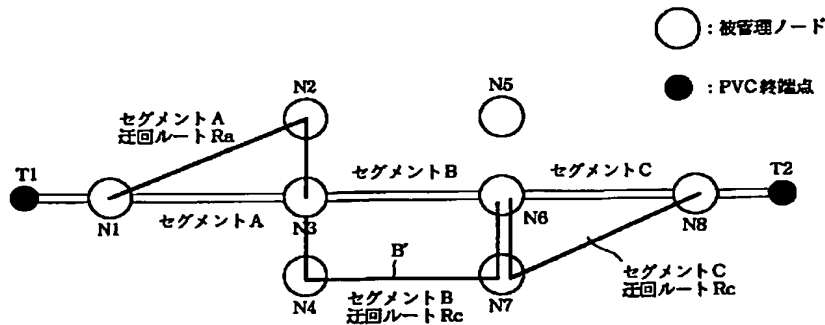 ：被管理ノード
：PVC終端点
N2
N5
セグメントA
迂回ルートRa
T1
セグメントB
セグメントC
T2
N1
セグメントA
N3
N6
N8
B′
N4
セグメントB
迂回ルートRc
N7
セグメントC
迂回ルートRc